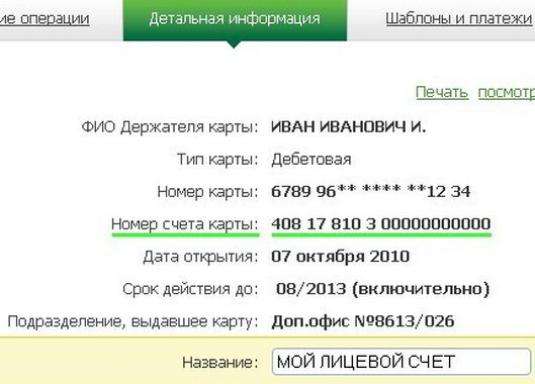 ие операции Детальная информация Шаблоны и платежи
Печать посмотр
ФИО Держателя карты: ИВАН ИВАНОВИЧ И.
Тип карты: Дебетовая
Номер карты: 6789 96** **** **12 34
Номер счета карты: 408 17 810 3 00000000000
Дата открытия: 07 октября 2010
Срок действия до: 08/2013 (включительно)
Подразделение, выдавшее карту: Доп.офис №8613/026
Название: МОЙ ЛИЦЕВОЙ СЧЕТ